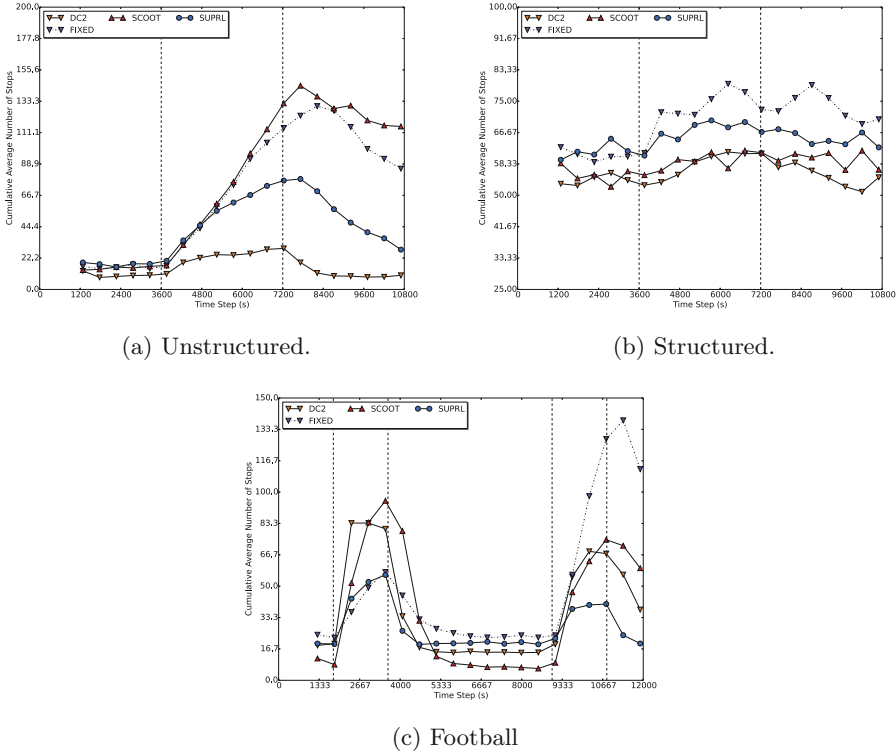 200.0
177.8
155.6
133.3
111.1
88.9
66.7
44.4
22.2
0.0
Cumulative Average Number of Stops
DC2
FIXED
SCOOT
SUPRL
0 1200 2400 3600 4800 6000 7200 8400 9600 10800
Time Step (s)
(a) Unstructured.
100.00
91.67
83.33
75.00
66.67
58.33
50.00
41.67
33.33
25.00
Cumulative Average Number of Stops
DC2
FIXED
SCOOT
SUPRL
0 1200 2400 3600 4800 6000 7200 8400 9600 10800
Time Step (s)
(b) Structured.
150.0
133.3
116.7
100.0
83.3
66.7
50.0
33.3
16.7
0.0
Cumulative Average Number of Stops
DC2
FIXED
SCOOT
SUPRL
0 1333 2667 4000 5333 6667 8000 9333 10667 12000
Time Step (s)
(c) Football